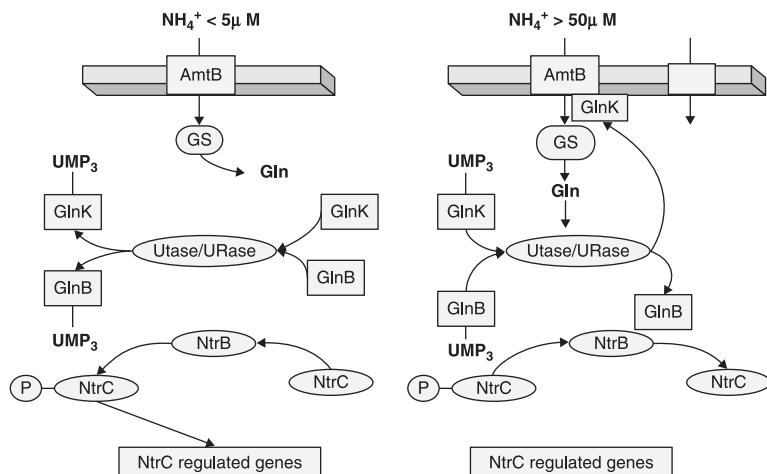 NH₄⁺ < 5μ M
AmtB
GS
Gln
UMP₃
GlnK
GlnK
Utase/URase
GlnB
GlnB
UMP₃
NtrB
P
NtrC
NtrC
NtrC regulated genes
NH₄⁺ > 50μ M
AmtB
GlnK
GS
UMP₃
Gln
GlnK
Utase/URase
GlnB
GlnB
UMP₃
NtrB
P
NtrC
NtrC
NtrC regulated genes